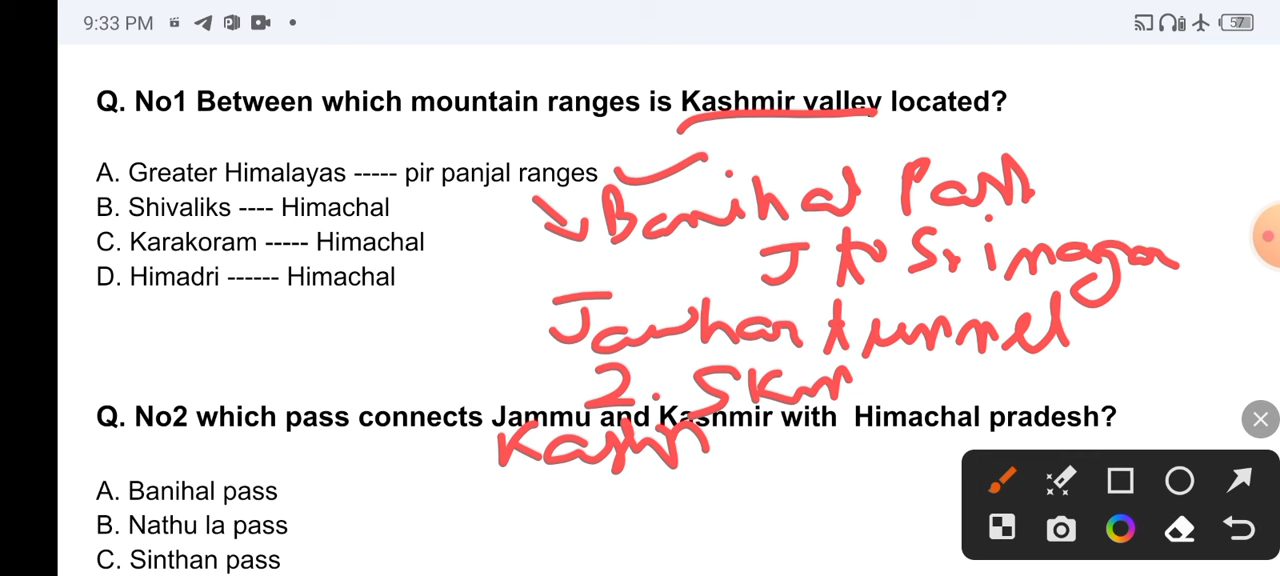 9:33 PM
57
Q. No1 Between which mountain ranges is Kashmir valley located?
A. Greater Himalayas ----- pir panjal ranges
B. Shivaliks ---- Himachal
C. Karakoram ----- Himachal
D. Himadri ------ Himachal
Banihal Pass
J to Srinagar
Jawhar tunnel
2.5km
Kashm
Q. No2 which pass connects Jammu and Kashmir with Himachal pradesh?
A. Banihal pass
B. Nathu la pass
C. Sinthan pass